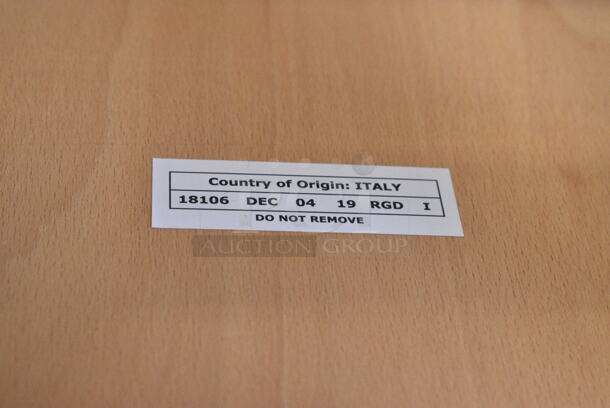 Country of Origin: ITALY
18106 DEC 04 19 RGD I
DO NOT REMOVE
AUCTION GROUP